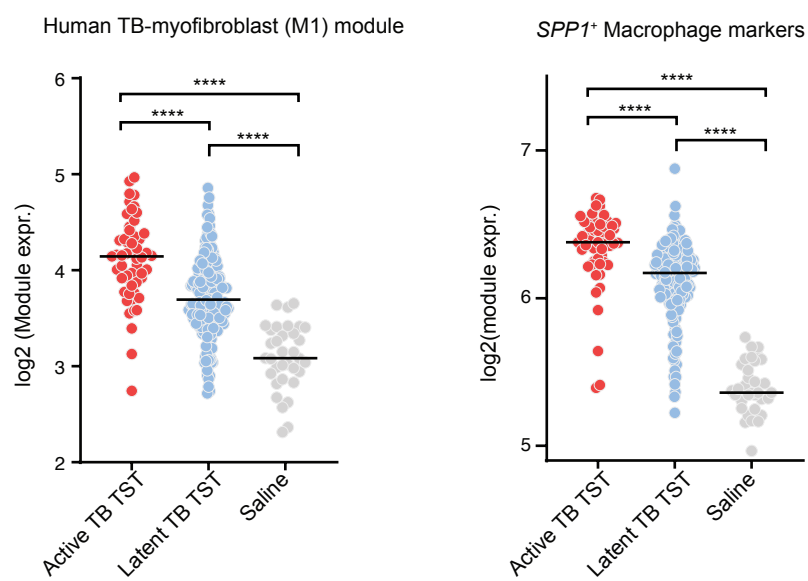 Human TB-myofibroblast (M1) module
6
5
4
3
2
log2 (Module expr.)
****
****
****
Active TB TST
Latent TB TST
Saline
SPP1⁺ Macrophage markers
7
6
5
log2(module expr.)
****
****
****
Active TB TST
Latent TB TST
Saline